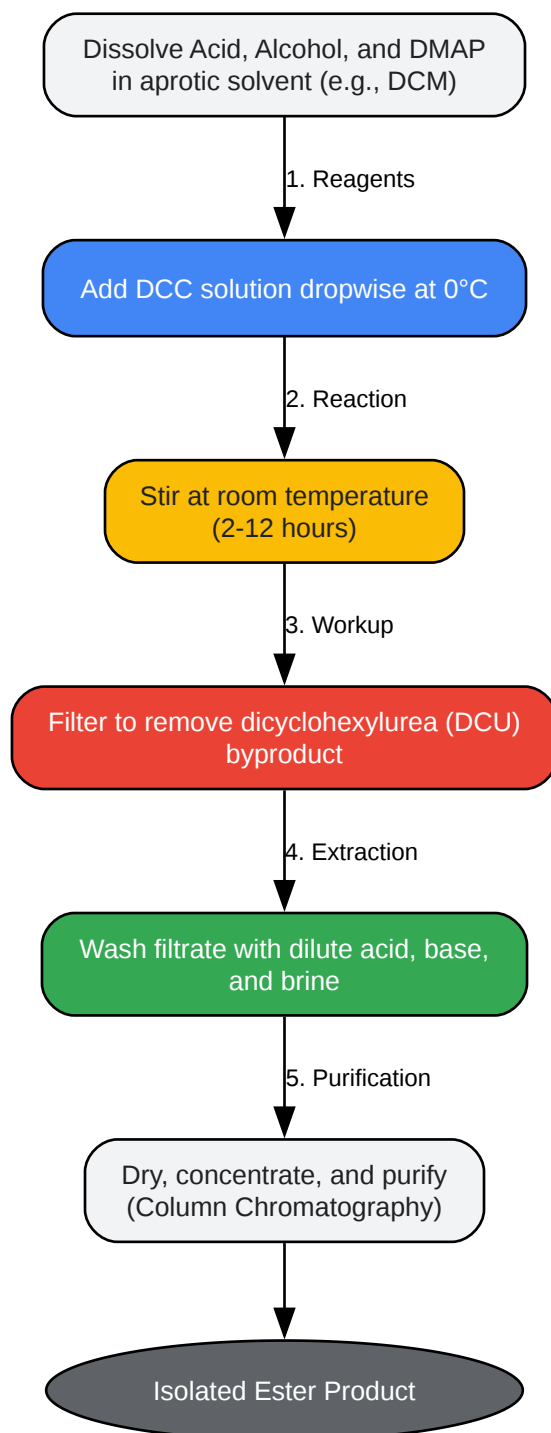 Dissolve Acid, Alcohol, and DMAP
in aprotic solvent (e.g., DCM)
1. Reagents
Add DCC solution dropwise at 0°C
2. Reaction
Stir at room temperature
(2-12 hours)
3. Workup
Filter to remove dicyclohexylurea (DCU)
byproduct
4. Extraction
Wash filtrate with dilute acid, base,
and brine
5. Purification
Dry, concentrate, and purify
(Column Chromatography)
Isolated Ester Product